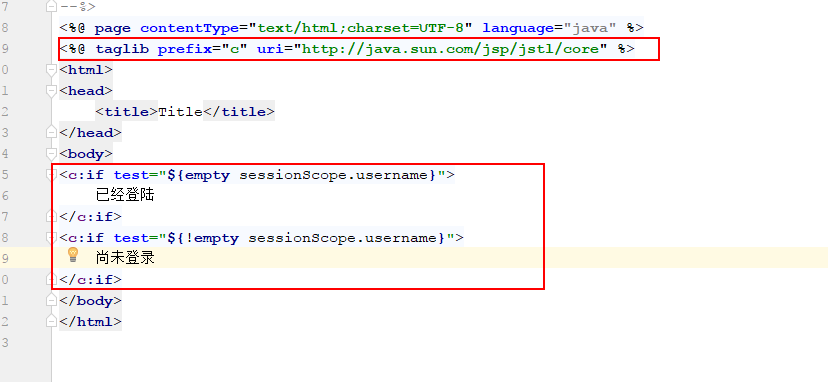 7 --%>
8 <%@ page contentType="text/html;charset=UTF-8" language="java" %>
9 <%@ taglib prefix="c" uri="http://java.sun.com/jsp/jstl/core" %>
0 <html>
1 <head>
2 <title>Title</title>
3 </head>
4 <body>
5 <c:if test="${empty sessionScope.username}">
6 已经登陆
7 </c:if>
8 <c:if test="${!empty sessionScope.username}">
9 尚未登录
0 </c:if>
1 </body>
2 </html>
3